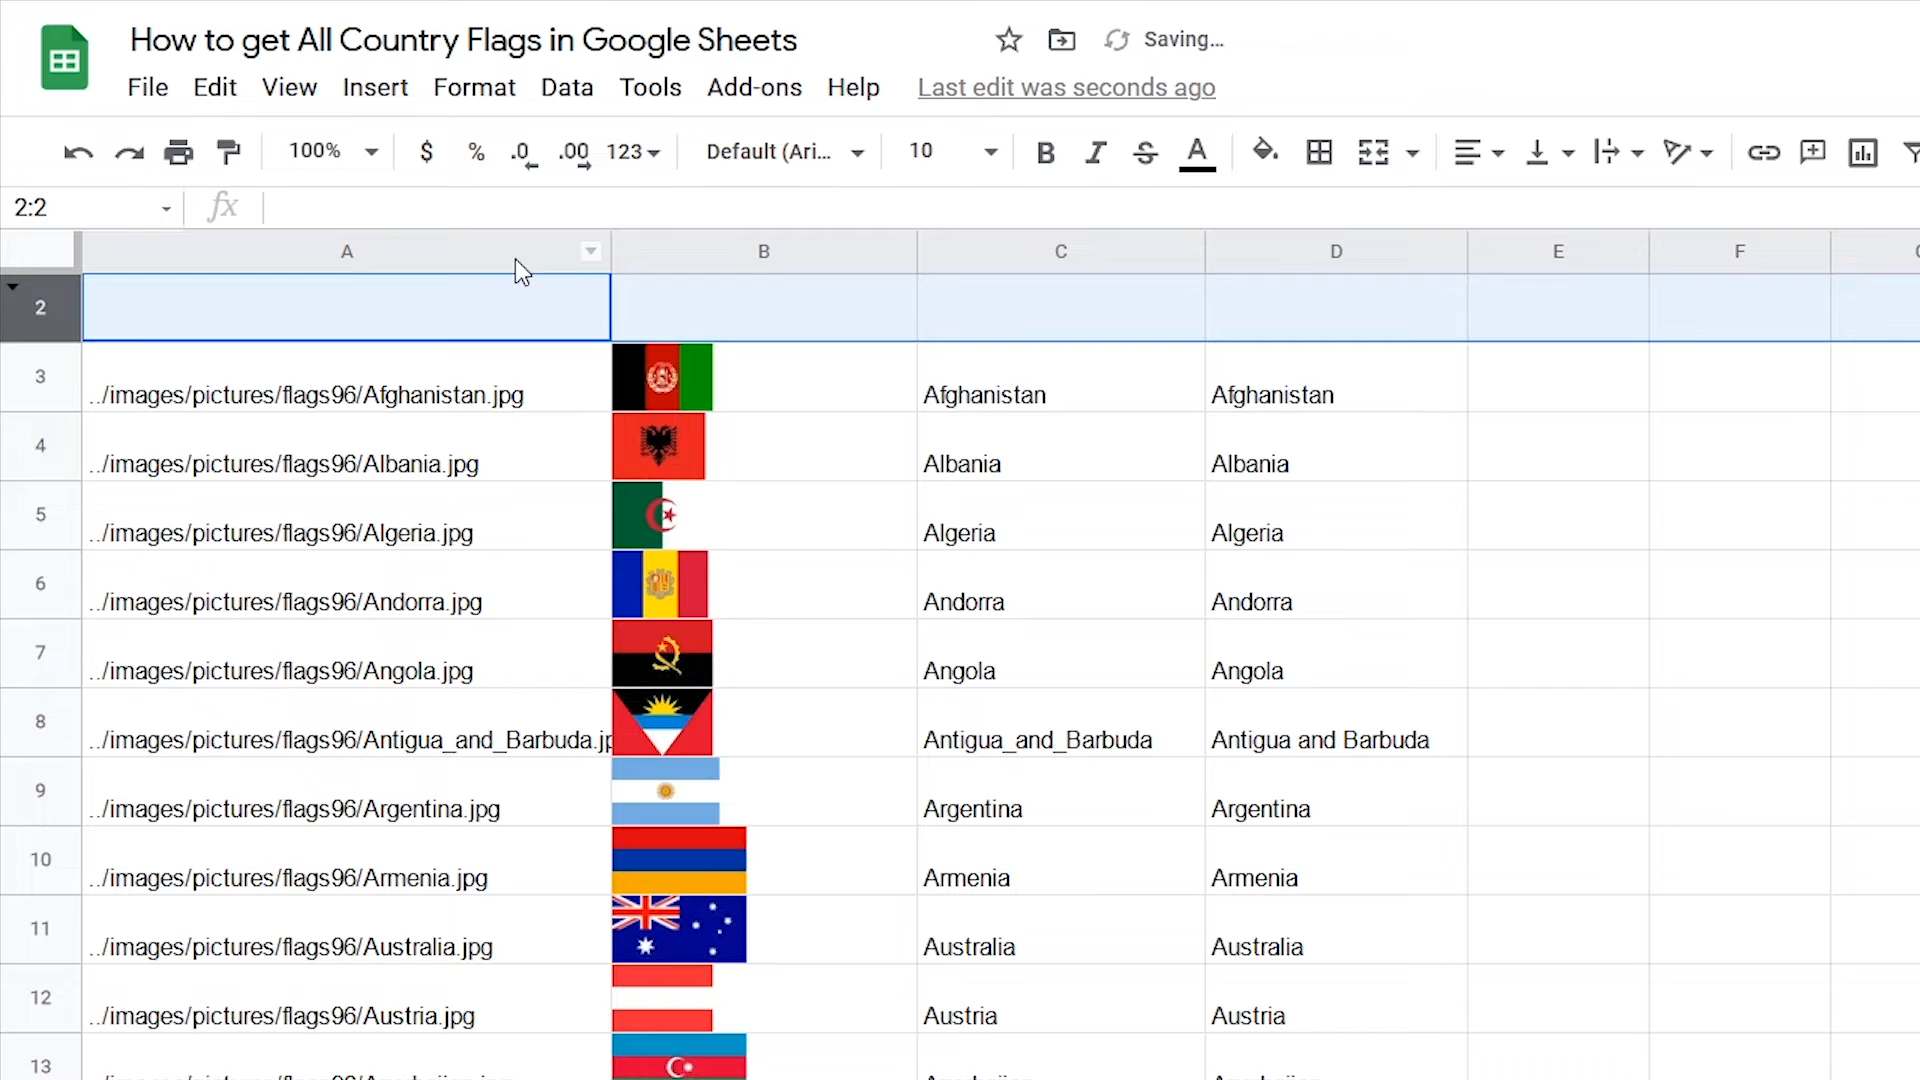 How to get All Country Flags in Google Sheets Saving...
File Edit View Insert Format Data Tools Add-ons Help Last edit was seconds ago
100% $ % .0 .00 123 Default (Ari... 10 B I S A
2:2 fx
A B C D E F
2
3 ../images/pictures/flags96/Afghanistan.jpg Afghanistan Afghanistan
4 ../images/pictures/flags96/Albania.jpg Albania Albania
5 ../images/pictures/flags96/Algeria.jpg Algeria Algeria
6 ../images/pictures/flags96/Andorra.jpg Andorra Andorra
7 ../images/pictures/flags96/Angola.jpg Angola Angola
8 ../images/pictures/flags96/Antigua_and_Barbuda.jp Antigua_and_Barbuda Antigua and Barbuda
9 ../images/pictures/flags96/Argentina.jpg Argentina Argentina
10 ../images/pictures/flags96/Armenia.jpg Armenia Armenia
11 ../images/pictures/flags96/Australia.jpg Australia Australia
12 ../images/pictures/flags96/Austria.jpg Austria Austria
13